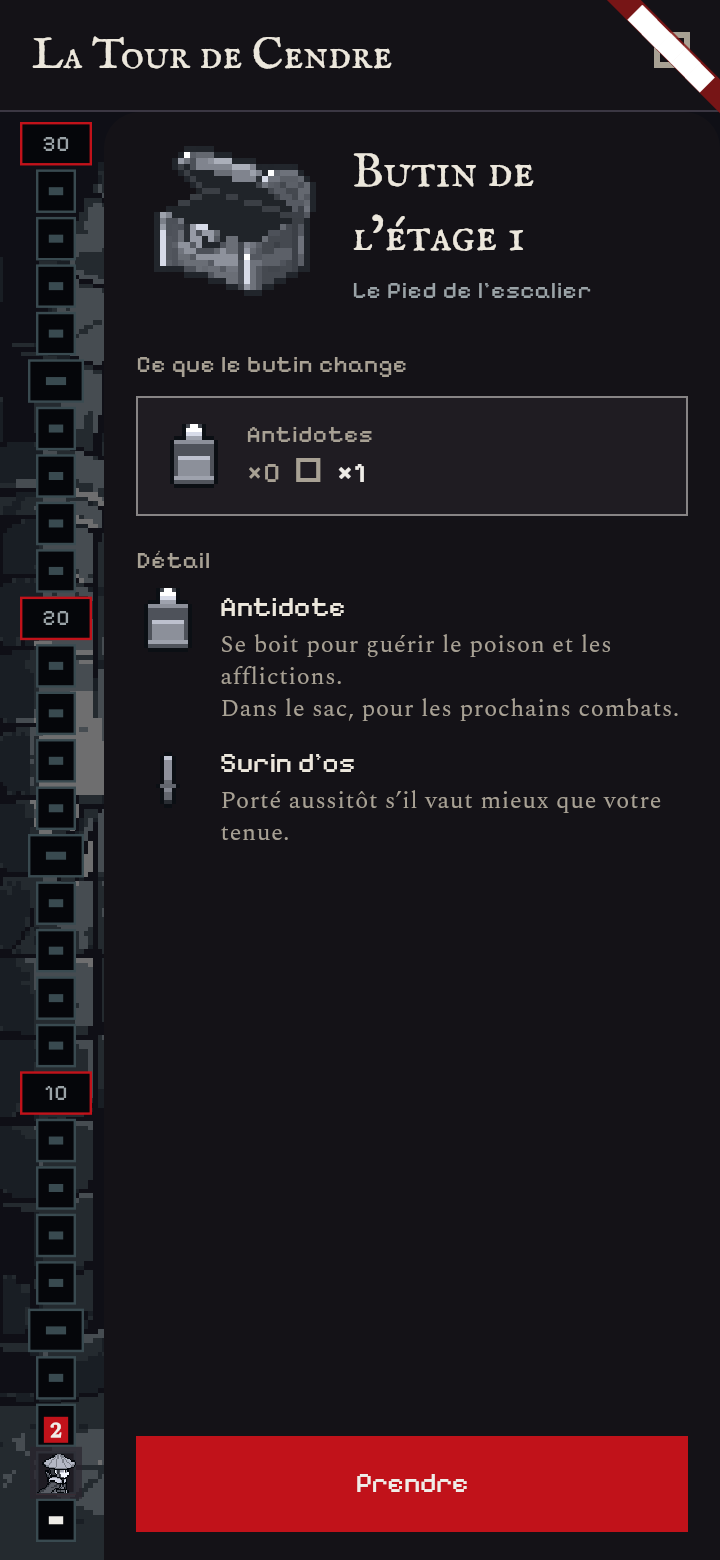 La Tour de Cendre
30
Butin de
l'étage 1
Le Pied de l'escalier
Ce que le butin change
Antidotes
×0 ×1
Détail
Antidote
Se boit pour guérir le poison et les
afflictions.
Dans le sac, pour les prochains combats.
20
Surin d'os
Porté aussitôt s'il vaut mieux que votre
tenue.
10
2
Prendre